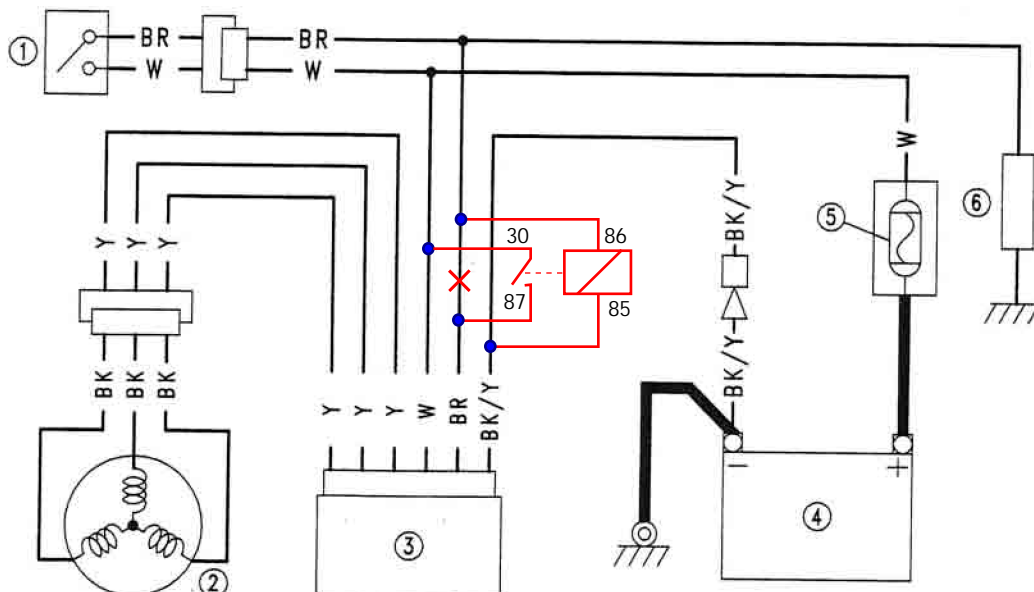 ① BR BR
W W
W
Y Y Y
BK/Y
30 86
⑤ ⑥
87 85
BK BK BK
Y Y Y W BR BK/Y
BK/Y
− +
③ ④
②